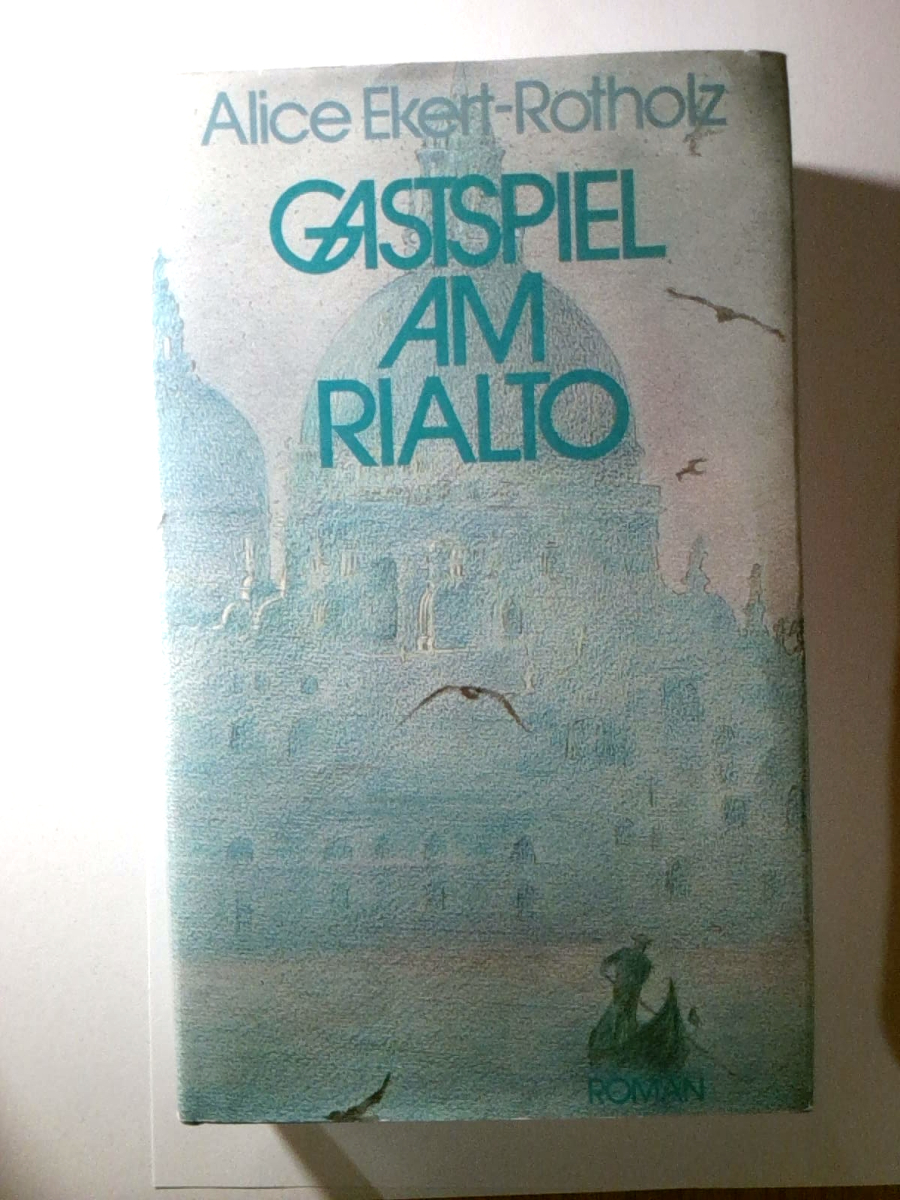 Alice Ekert-Rotholz
GASTSPIEL
AM
RIALTO
ROMAN